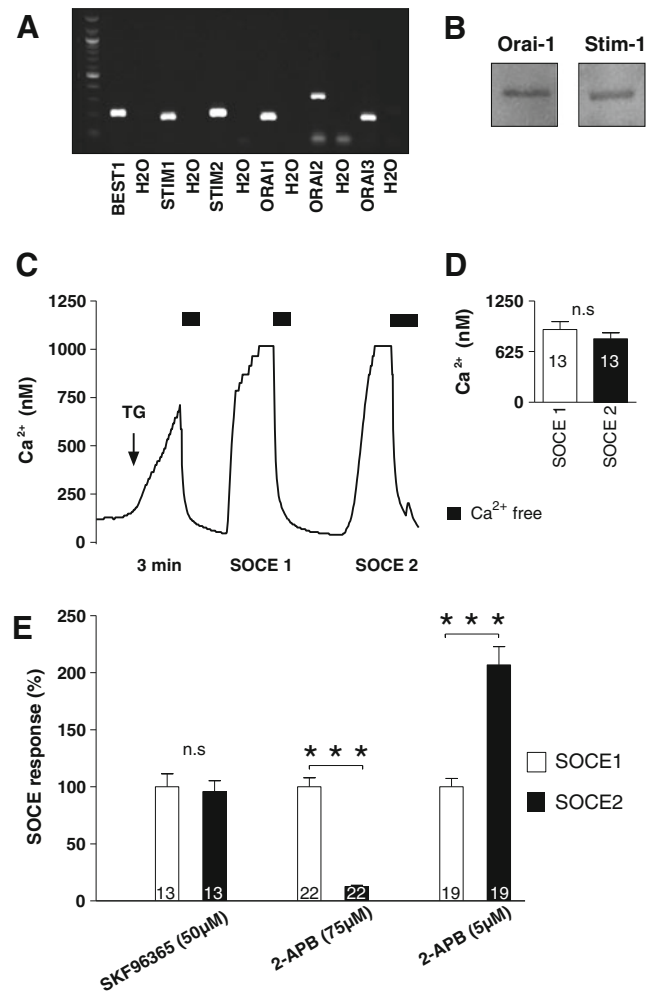 A
BEST1
H2O
STIM1
H2O
STIM2
H2O
ORAI1
H2O
ORAI2
H2O
ORAI3
H2O
B
Orai-1 Stim-1
C
Ca2+ (nM)
1250
1000
750
500
250
0
TG
3 min SOCE 1 SOCE 2
D
Ca2+ (nM)
1250
625
0
n.s
13 13
SOCE 1
SOCE 2
Ca2+ free
E
SOCE response (%)
250
200
150
100
50
0
n.s
* * *
* * *
13 13 22 22 19 19
SKF96365 (50µM)
2-APB (75µM)
2-APB (5µM)
SOCE1
SOCE2